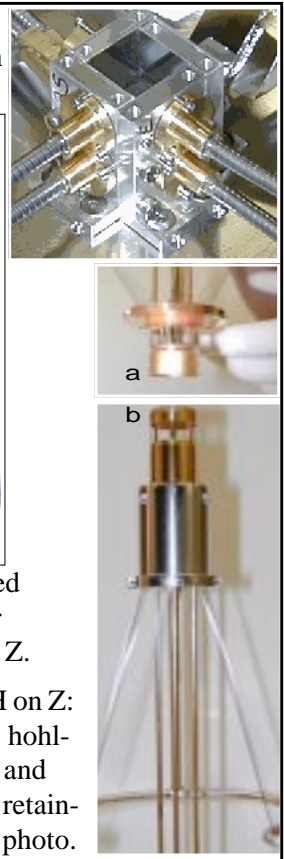 a
b
ed
Z.
on Z:
hohl-
and
retain-
photo.